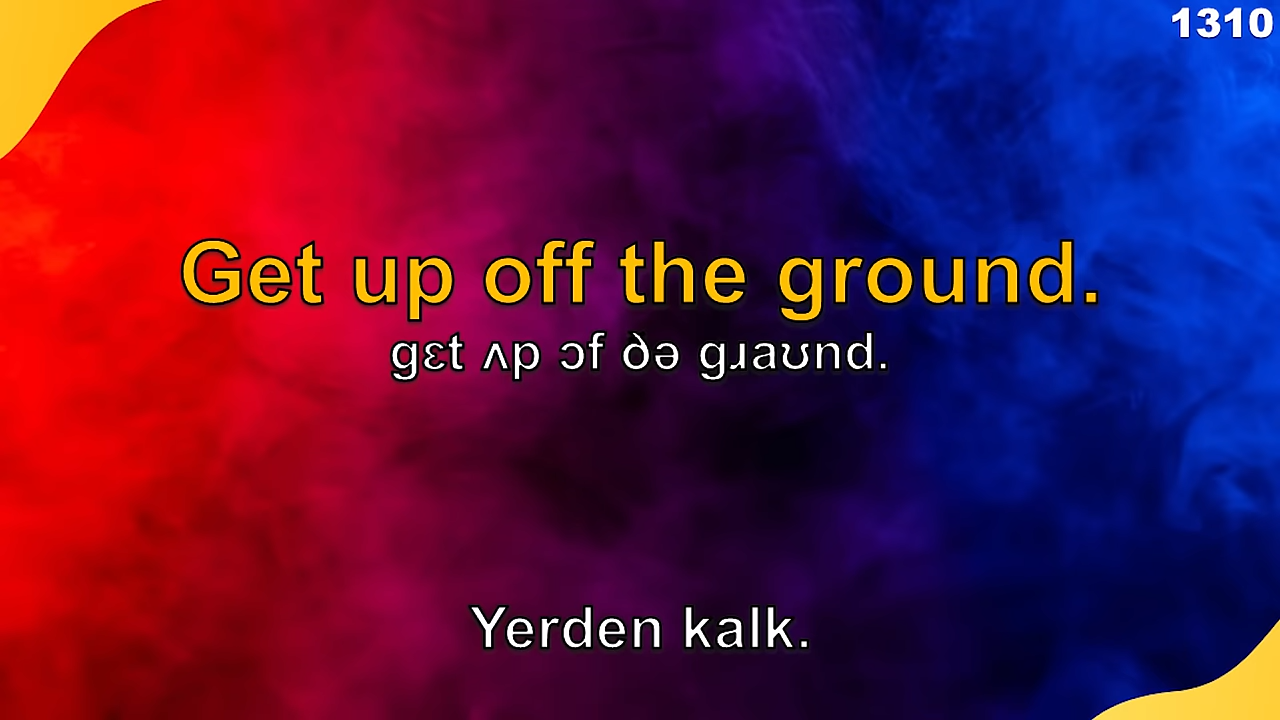 1310
Get up off the ground.
gɛt ʌp ɔf ðə gɹaʊnd.
Yerden kalk.